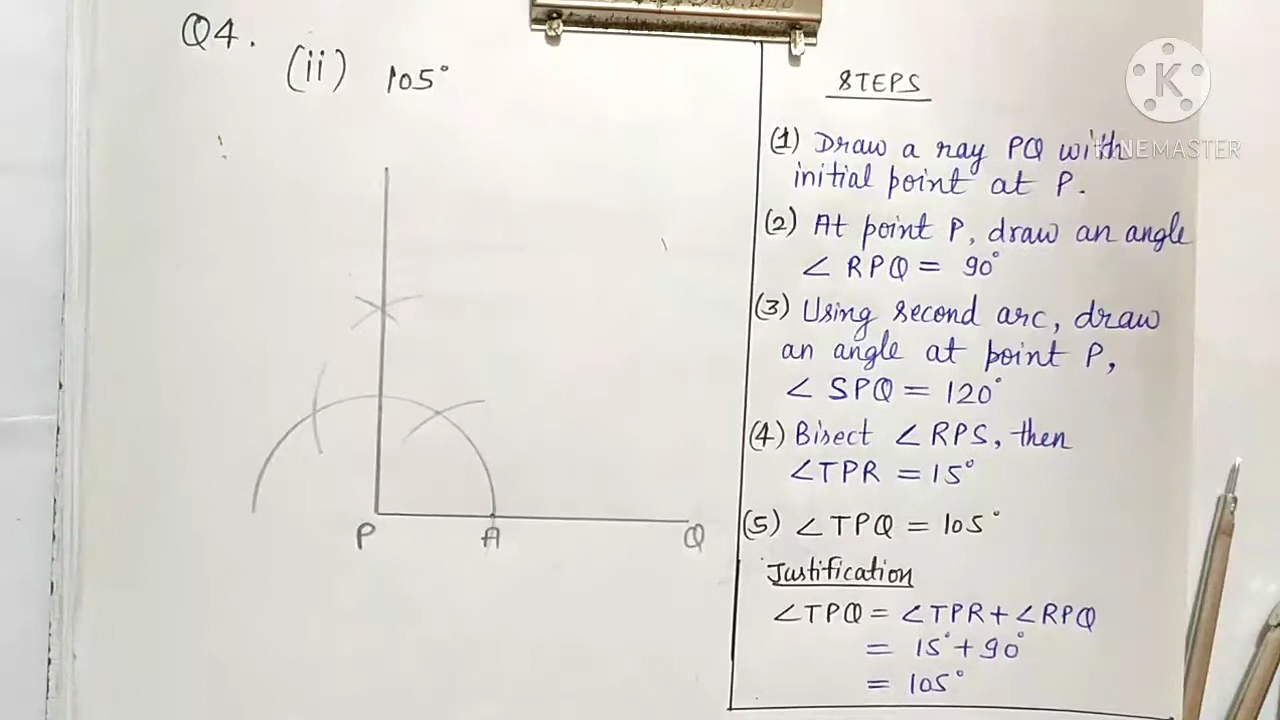 Q4.
(ii) 105°
P A Q
STEPS
(1) Draw a ray PQ with
initial point at P.
(2) At point P, draw an angle
∠ RPQ = 90°
(3) Using second arc, draw
an angle at point P,
∠ SPQ = 120°
(4) Bisect ∠RPS, then
∠TPR = 15°
(5) ∠TPQ = 105°
Justification
∠TPQ = ∠TPR + ∠RPQ
= 15° + 90°
= 105°
K
KINEMASTER